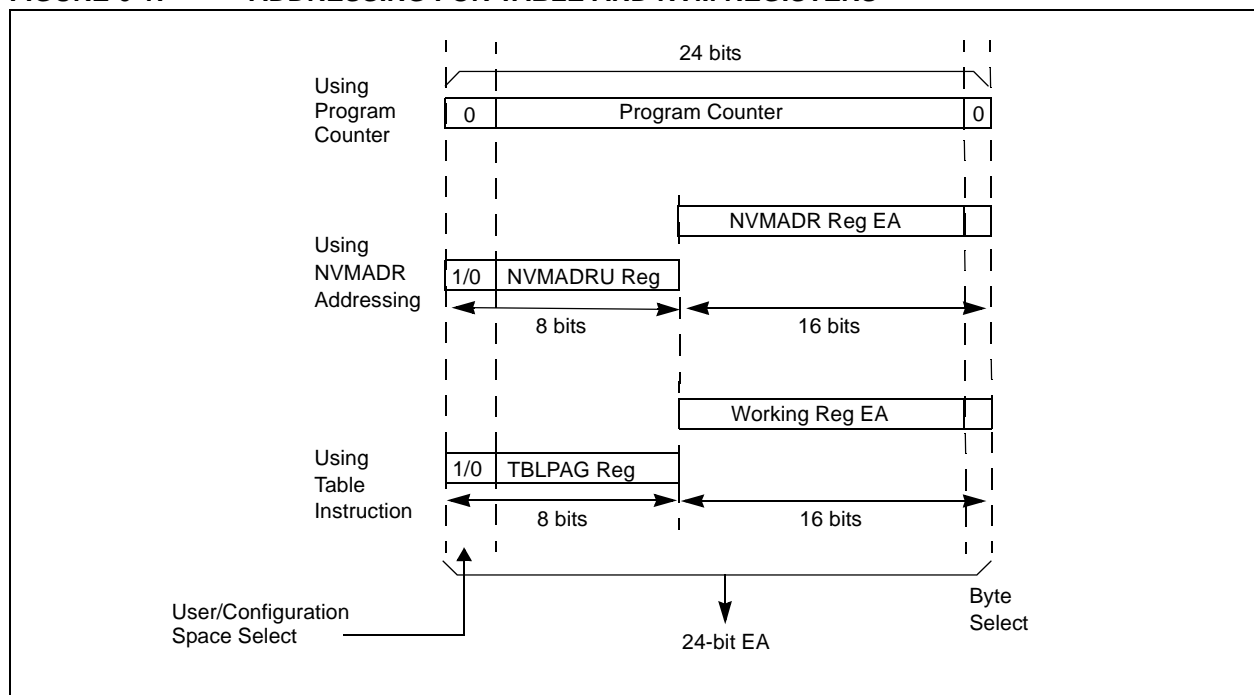 24 bits
Using
Program
Counter
0
Program Counter
0
NVMADR Reg EA
Using
NVMADR
Addressing
1/0
NVMADRU Reg
8 bits
16 bits
Working Reg EA
Using
Table
Instruction
1/0
TBLPAG Reg
8 bits
16 bits
User/Configuration
Space Select
Byte
Select
24-bit EA